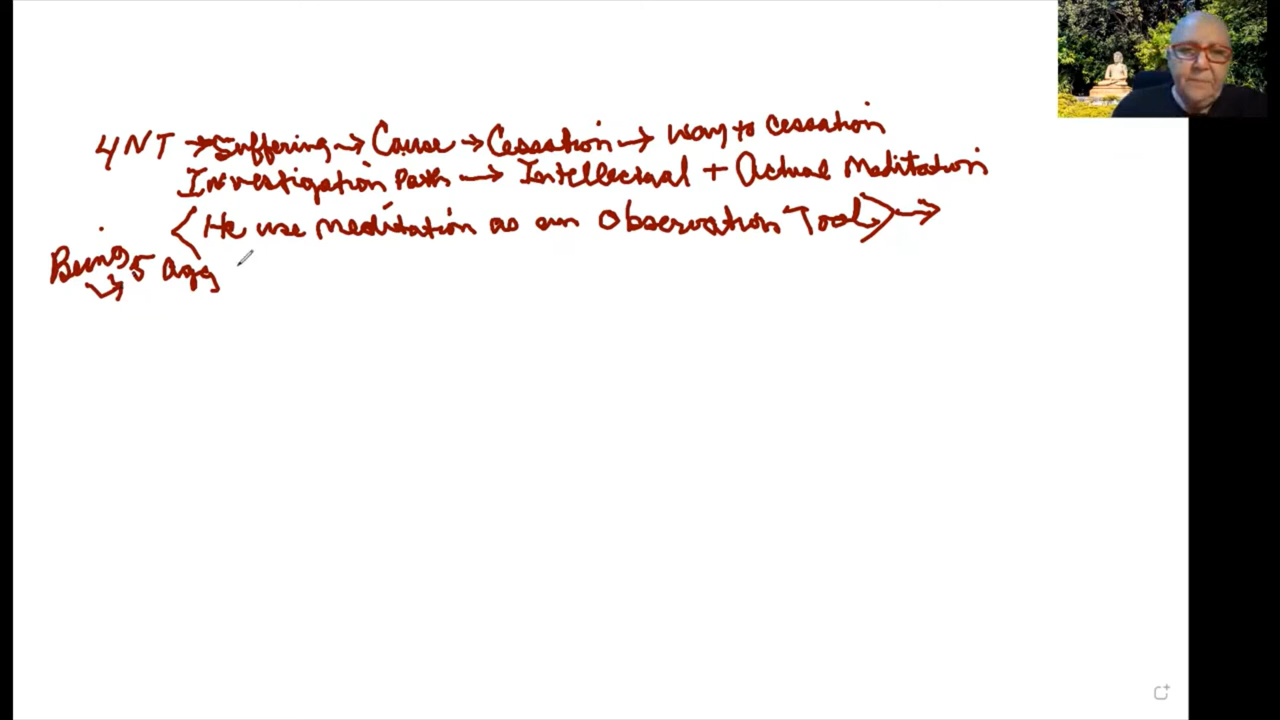 4NT → Suffering → Cause → Cessation → Way to cessation
Investigation Path → Intellectual + Actual Meditation
(He use meditation as an Observation Tool.) →
Being 5 agg